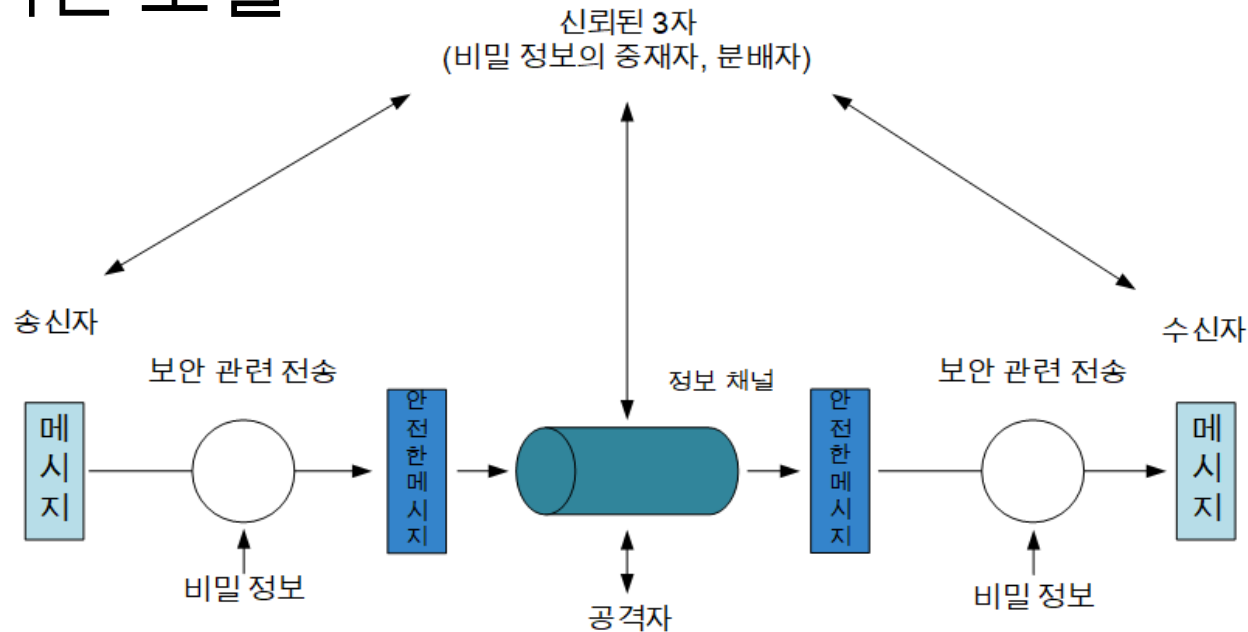 모델
신뢰된 3자
(비밀 정보의 중재자, 분배자)
송신자
수신자
보안 관련 전송
정보 채널
보안 관련 전송
메시지
안전한메시지
안전한메시지
메시지
비밀 정보
공격자
비밀 정보